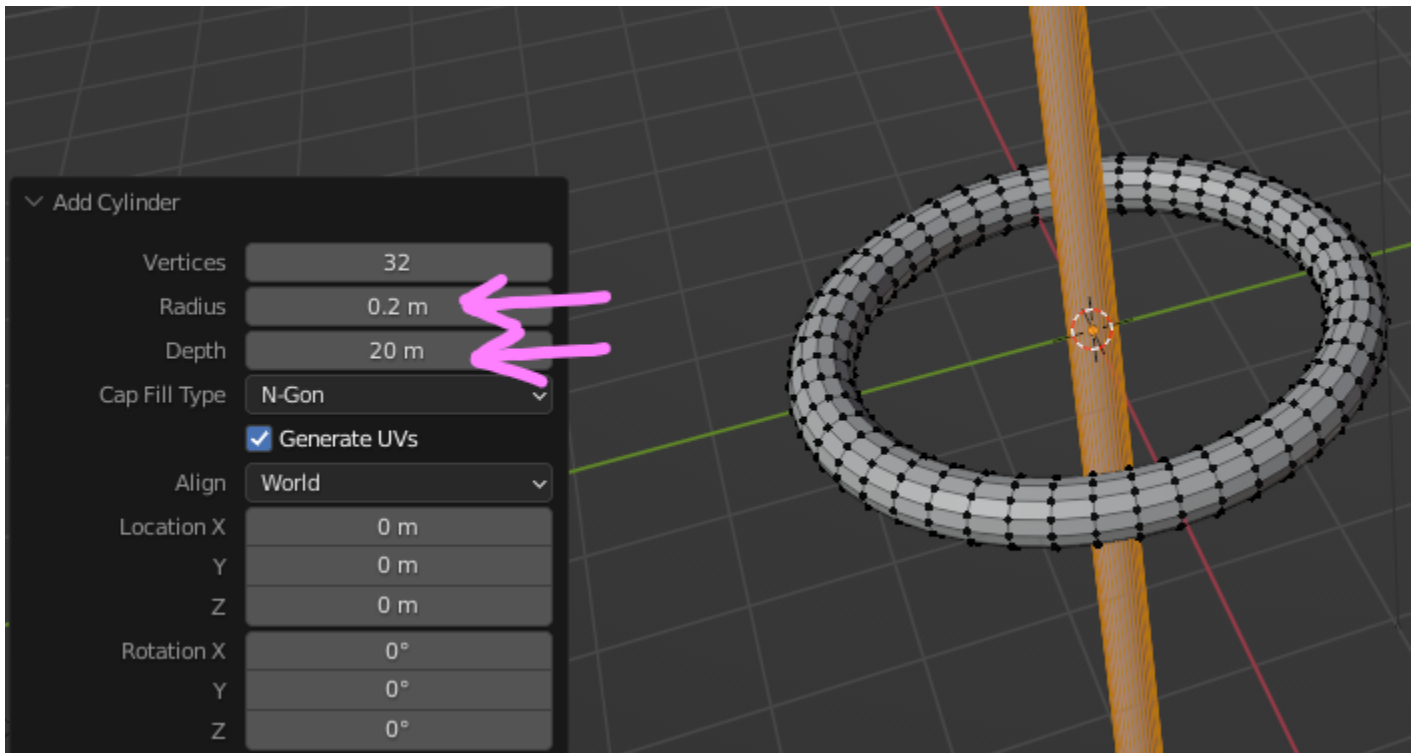 Add Cylinder
Vertices 32
Radius 0.2 m
Depth 20 m
Cap Fill Type N-Gon
Generate UVs
Align World
Location X 0 m
Y 0 m
Z 0 m
Rotation X 0°
Y 0°
Z 0°